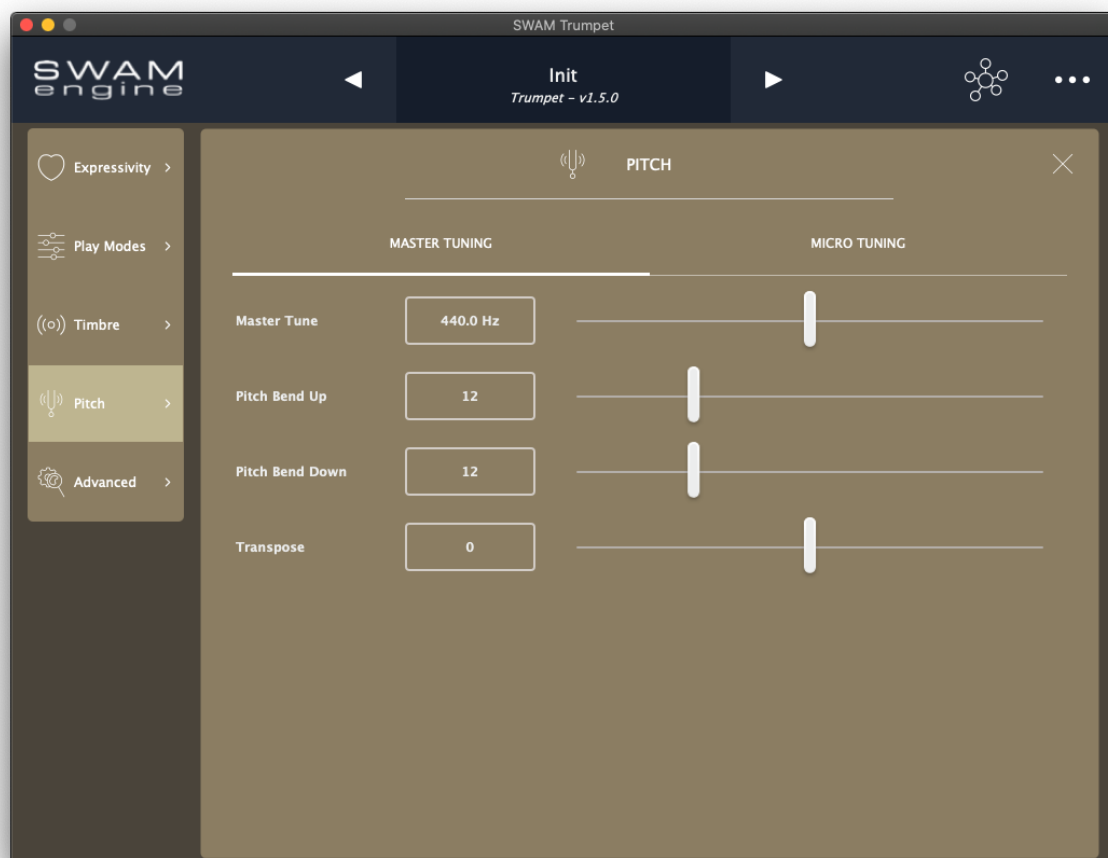 SWAM Trumpet
SWAM
engine
Init
Trumpet – v1.5.0
Expressivity
Play Modes
Timbre
Pitch
Advanced
PITCH
MASTER TUNING
MICRO TUNING
Master Tune
440.0 Hz
Pitch Bend Up
12
Pitch Bend Down
12
Transpose
0